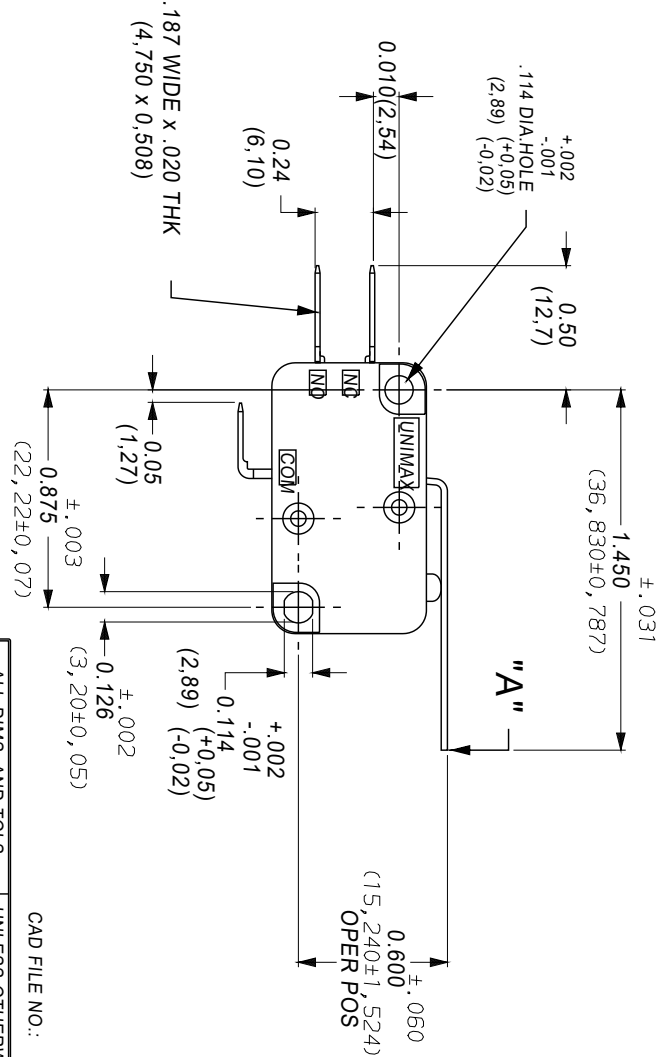 +.002
-.001
.114 DIA.HOLE
(2,89) (+0,05)
(-0,02)
0.50
(12,7)
±.031
1.450
(36,830±0,787)
"A"
0.010(2,54)
0.24
(6,10)
.187 WIDE x .020 THK
(4,750 x 0,508)
UNIMAX
NC
NO
COM
0.05
(1,27)
±.003
0.875
(22,22±0,07)
±.002
0.126
(3,20±0,05)
+.002
-.001
0.114
(+0,05)
(2,89) (-0,02)
±.060
0.600
(15,240±1,524)
OPER POS
CAD FILE NO.: